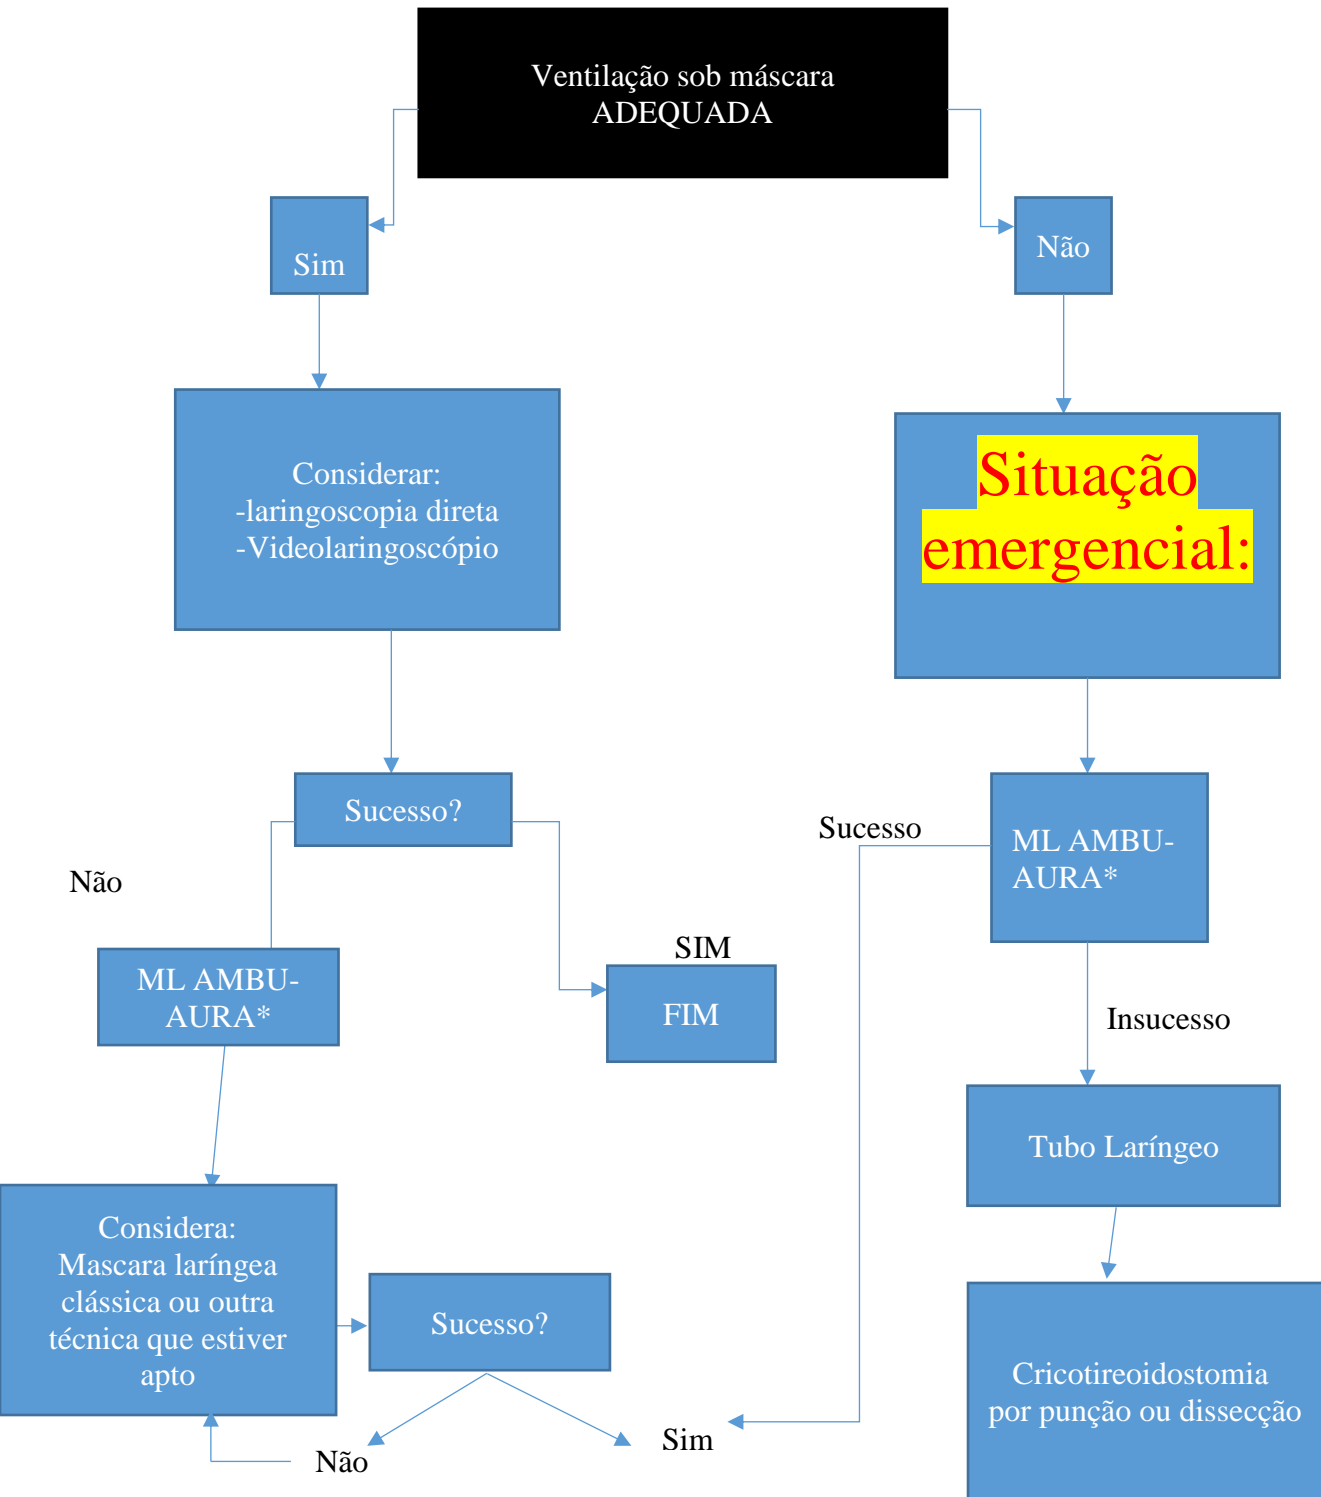 Ventilação sob máscara
ADEQUADA
Sim
Não
Considerar:
-laringoscopia direta
-Videolaringoscópio
Situação
emergencial:
Sucesso?
Sucesso
ML AMBU-
AURA*
Não
SIM
ML AMBU-
AURA*
FIM
Insucesso
Tubo Laríngeo
Considera:
Mascara laríngea
clássica ou outra
técnica que estiver
apto
Sucesso?
Cricotireoidostomia
por punção ou dissecção
Sim
Não